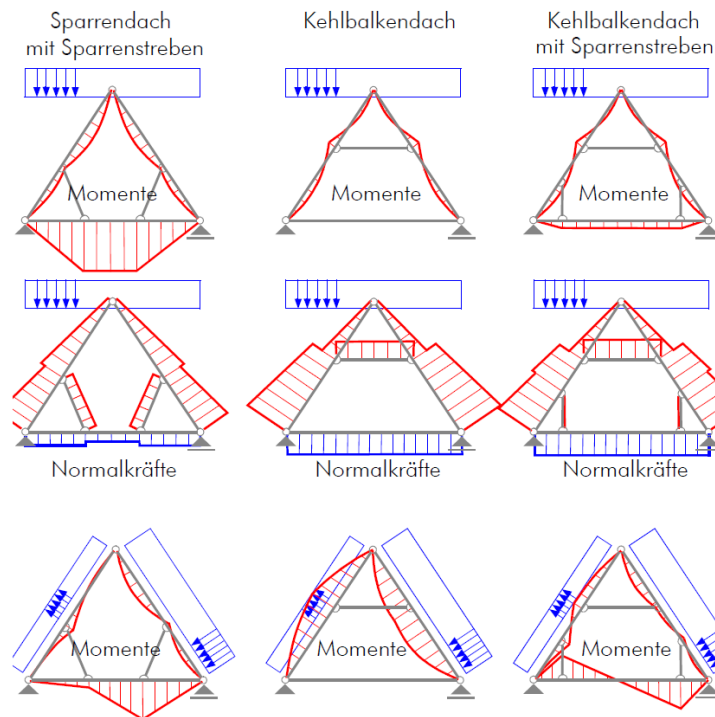 Sparrendach
mit Sparrenstreben
Kehlbalkendach
Kehlbalkendach
mit Sparrenstreben
Momente
Momente
Momente
Normalkräfte
Normalkräfte
Normalkräfte
Momente
Momente
Momente